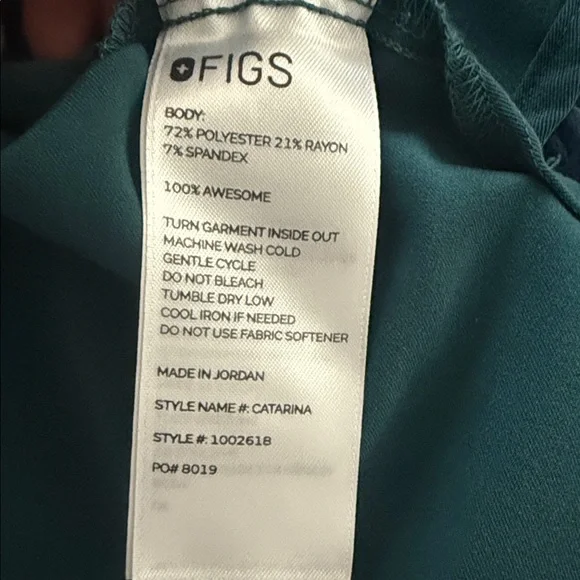 FIGS
BODY:
72% POLYESTER 21% RAYON
7% SPANDEX
100% AWESOME
TURN GARMENT INSIDE OUT
MACHINE WASH COLD
GENTLE CYCLE
DO NOT BLEACH
TUMBLE DRY LOW
COOL IRON IF NEEDED
DO NOT USE FABRIC SOFTENER
MADE IN JORDAN
STYLE NAME #: CATARINA
STYLE #: 1002618
PO# 8019